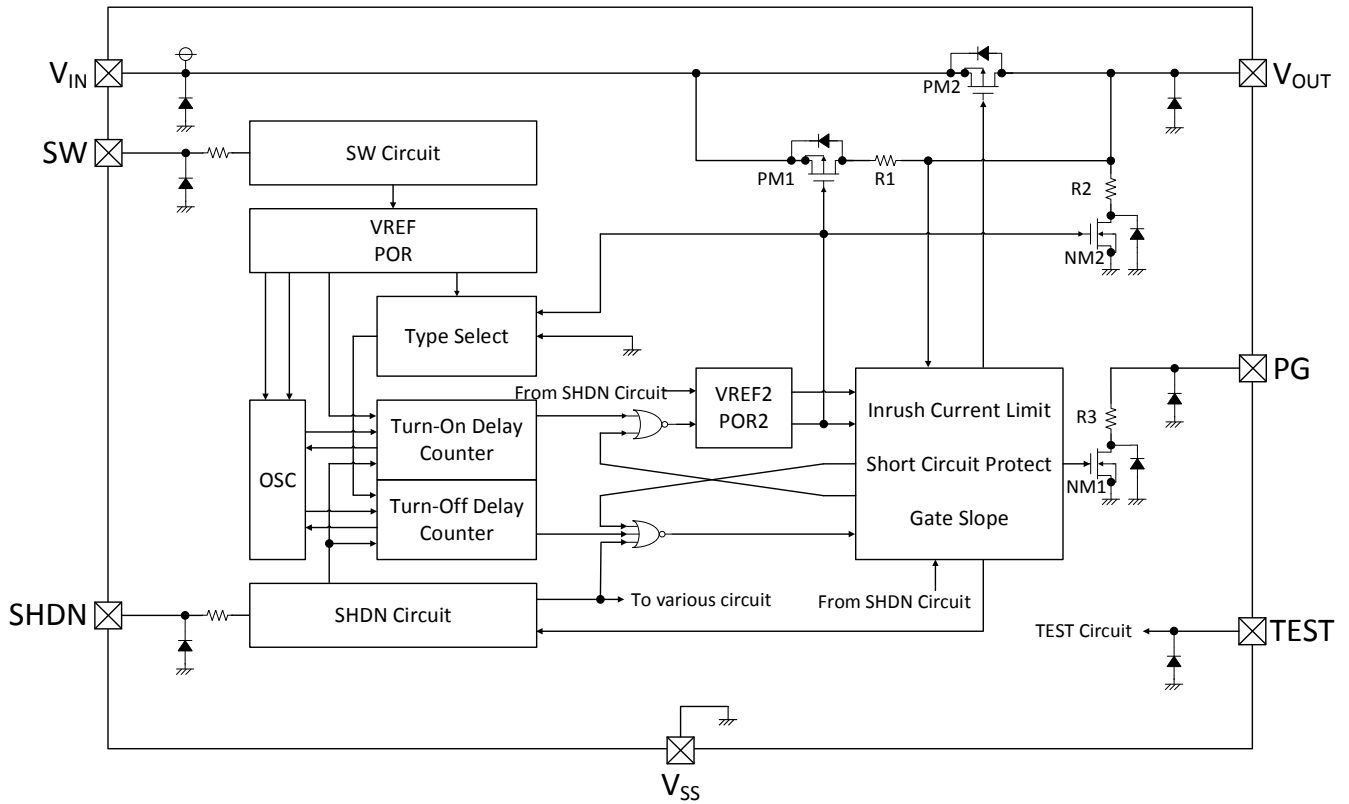 VIN
PM2
VOUT
SW
SW Circuit
PM1
R1
R2
VREF
POR
NM2
Type Select
From SHDN Circuit
VREF2
POR2
Inrush Current Limit
Short Circuit Protect
Gate Slope
PG
R3
NM1
OSC
Turn-On Delay
Counter
Turn-Off Delay
Counter
SHDN
SHDN Circuit
To various circuit
From SHDN Circuit
TEST Circuit
TEST
VSS